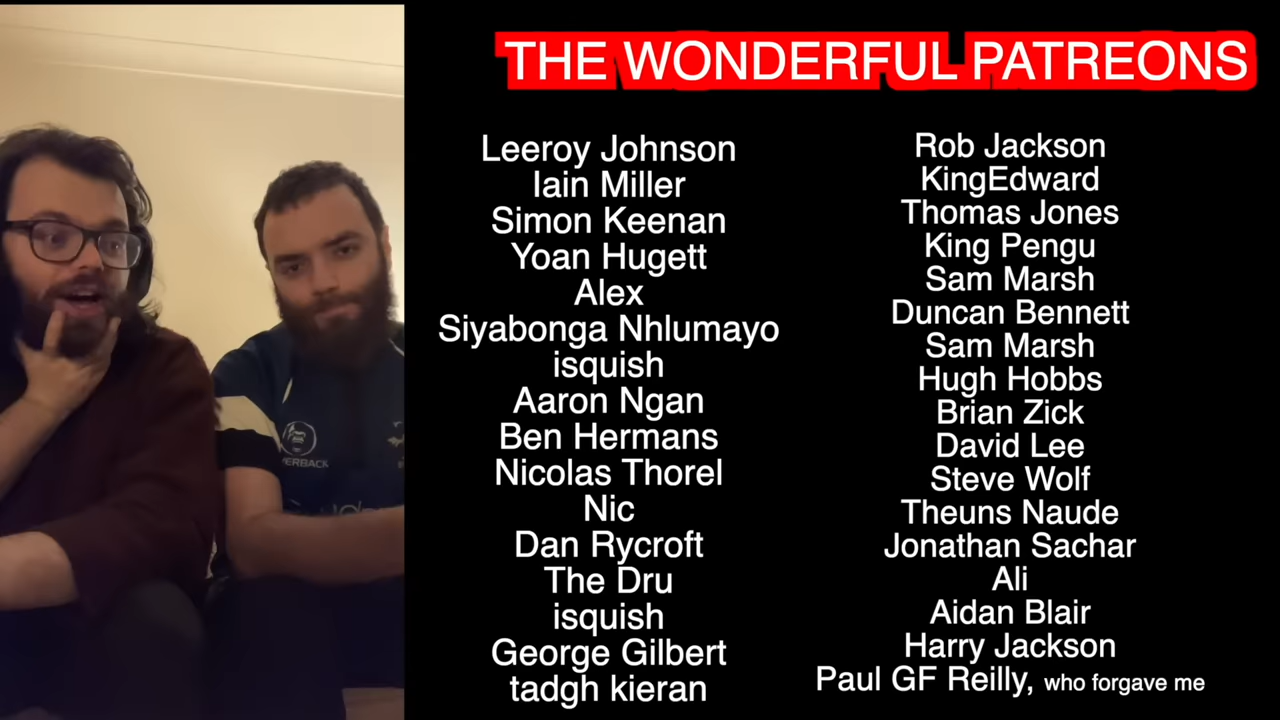 THE WONDERFUL PATREONS
Leeroy Johnson
Iain Miller
Simon Keenan
Yoan Hugett
Alex
Siyabonga Nhlumayo
isquish
Aaron Ngan
Ben Hermans
Nicolas Thorel
Nic
Dan Rycroft
The Dru
isquish
George Gilbert
tadgh kieran
Rob Jackson
KingEdward
Thomas Jones
King Pengu
Sam Marsh
Duncan Bennett
Sam Marsh
Hugh Hobbs
Brian Zick
David Lee
Steve Wolf
Theuns Naude
Jonathan Sachar
Ali
Aidan Blair
Harry Jackson
Paul GF Reilly, who forgave me
ERBACK